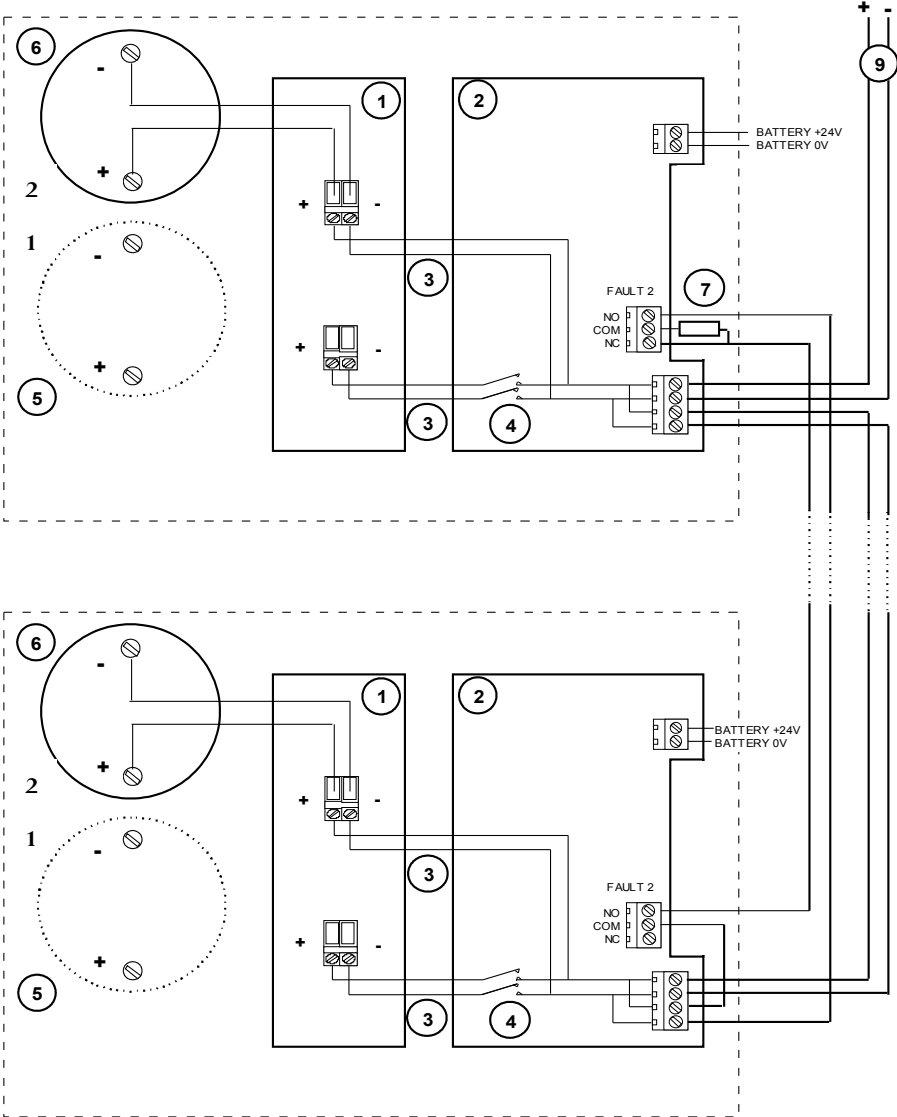 + -
6
-
1
2
9
BATTERY +24V
BATTERY 0V
+
2
+ -
1
-
3
FAULT 2
7
NO
COM
NC
+ -
+
5
3
4
6
-
1
2
BATTERY +24V
BATTERY 0V
+
2
+ -
1
-
3
FAULT 2
NO
COM
NC
+ -
+
5
3
4